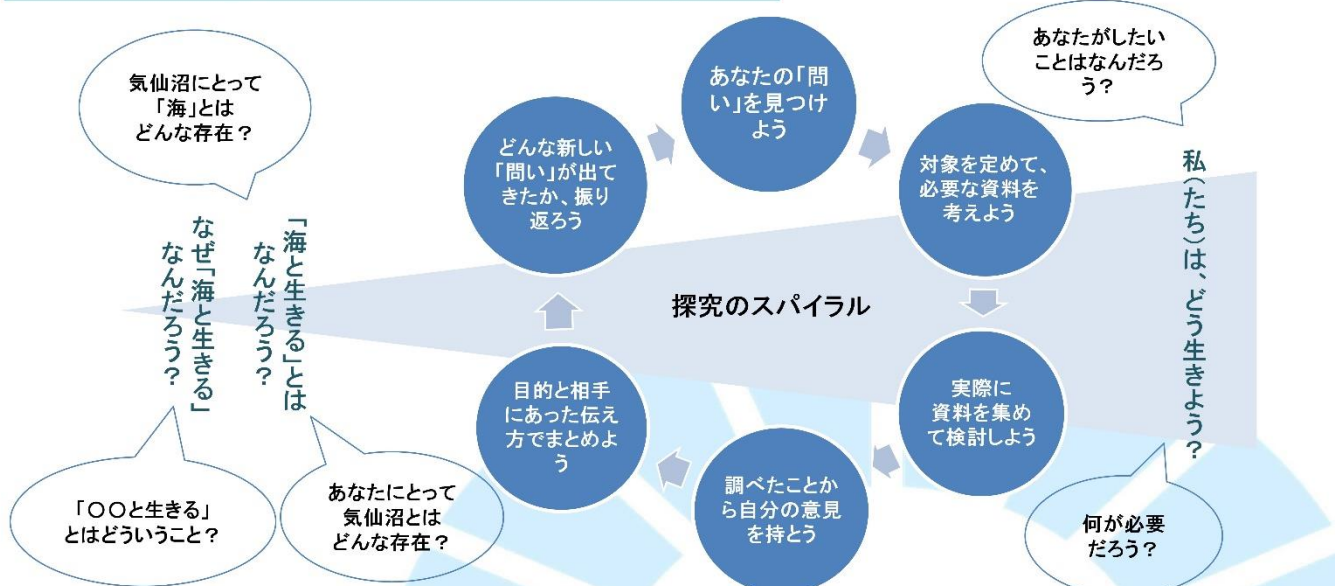 気仙沼にとって
「海」とは
どんな存在？
「海と生きる」とは
なんだろう？
なぜ「海と生きる」
なんだろう？
「〇〇と生きる」
とはどういうこと？
あなたにとって
気仙沼とは
どんな存在？
あなたの「問
い」を見つけ
よう
対象を定めて、
必要な資料を
考えよう
実際に
資料を集め
て検討しよう
調べたことか
ら自分の意見
を持とう
目的と相手
にあった伝え
方でまとめよ
う
どんな新しい
「問い」が出て
きたか、振り
返ろう
探究のスパイラル
あなたがしたい
ことはなんだろ
う？
私（たち）は、どう生きよう？
何が必要
だろう？